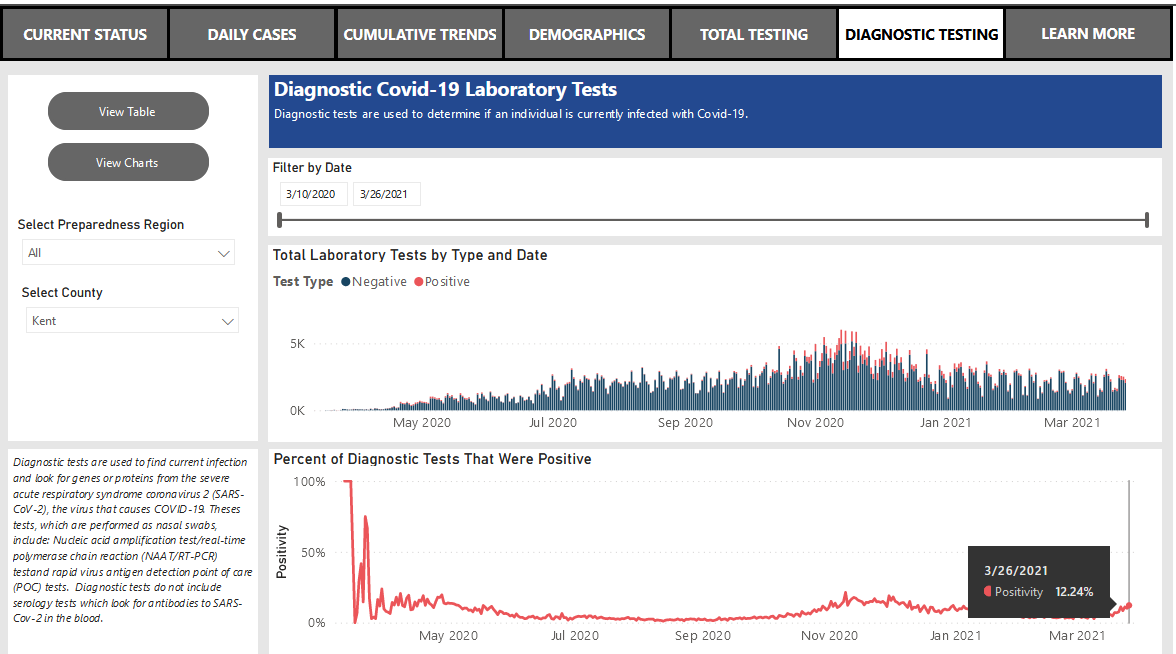 CURRENT STATUS
DAILY CASES
CUMULATIVE TRENDS
DEMOGRAPHICS
TOTAL TESTING
DIAGNOSTIC TESTING
LEARN MORE
View Table
View Charts
Select Preparedness Region
All
Select County
Kent
Diagnostic tests are used to find current infection
and look for genes or proteins from the severe
acute respiratory syndrome coronavirus 2 (SARS-
CoV-2), the virus that causes COVID-19. Theses
tests, which are performed as nasal swabs,
include: Nucleic acid amplification test/real-time
polymerase chain reaction (NAAT/RT-PCR)
testand rapid virus antigen detection point of care
(POC) tests.  Diagnostic tests do not include
serology tests which look for antibodies to SARS-
Cov-2 in the blood.
Diagnostic Covid-19 Laboratory Tests
Diagnostic tests are used to determine if an individual is currently infected with Covid-19.
Filter by Date
3/10/2020 3/26/2021
Total Laboratory Tests by Type and Date
Test Type Negative Positive
5K
0K
May 2020 Jul 2020 Sep 2020 Nov 2020 Jan 2021 Mar 2021
Percent of Diagnostic Tests That Were Positive
100%
50%
0%
Positivity
3/26/2021
Positivity 12.24%
May 2020 Jul 2020 Sep 2020 Nov 2020 Jan 2021 Mar 2021